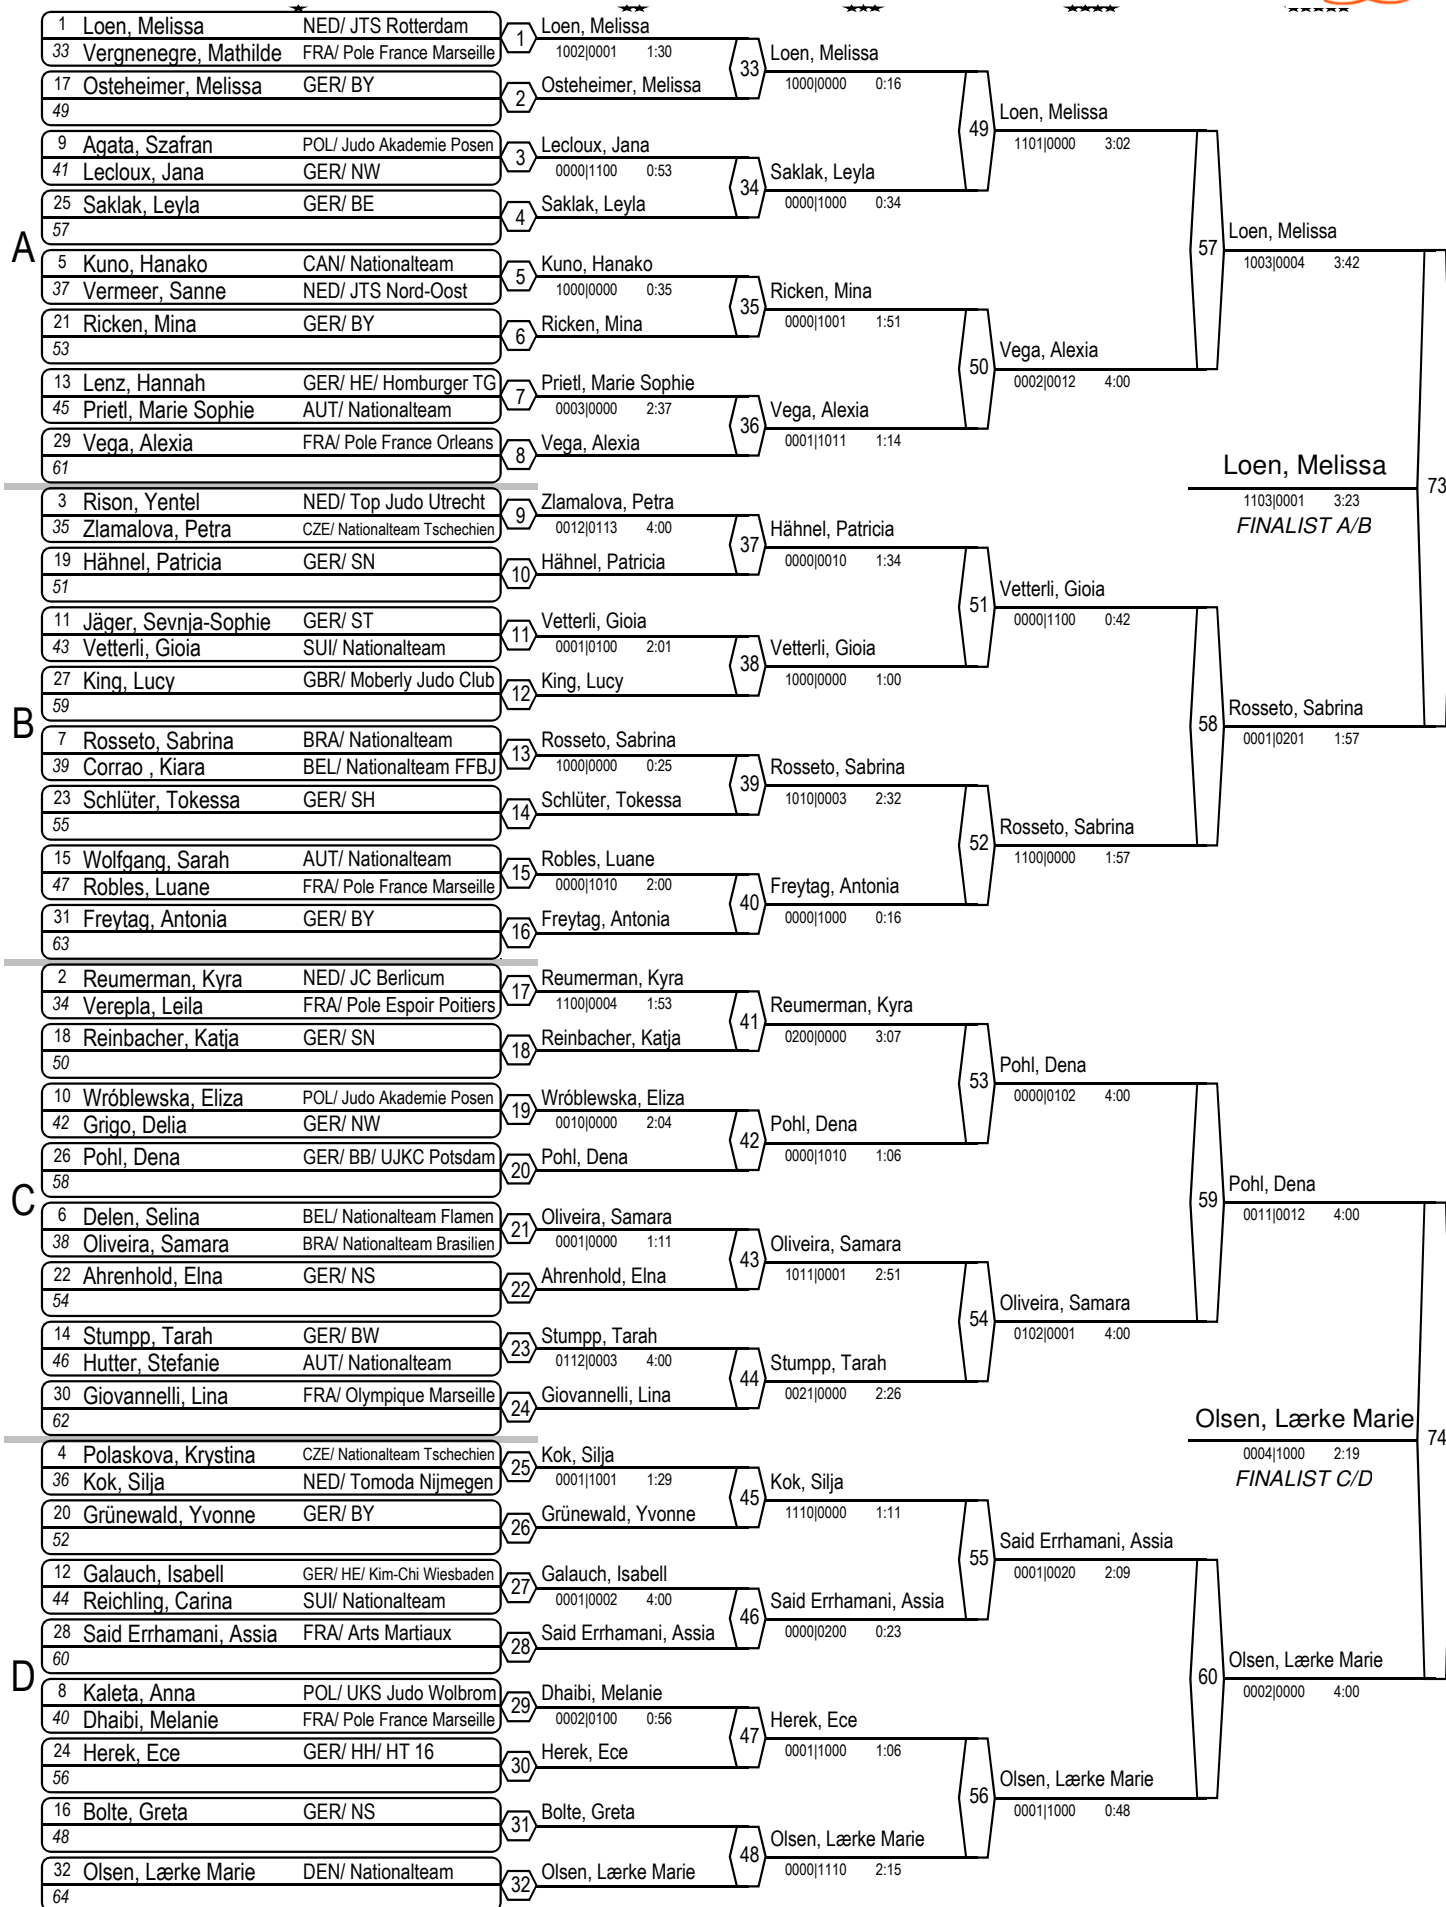 1 Loen, Melissa NED/ JTS Rotterdam
33 Vergnenegre, Mathilde FRA/ Pole France Marseille
1
17 Osteheimer, Melissa GER/ BY
49
2
9 Agata, Szafran POL/ Judo Akademie Posen
41 Lecloux, Jana GER/ NW
3
25 Saklak, Leyla GER/ BE
57
4
A
5 Kuno, Hanako CAN/ Nationalteam
37 Vermeer, Sanne NED/ JTS Nord-Oost
5
21 Ricken, Mina GER/ BY
53
6
13 Lenz, Hannah GER/ HE/ Homburger TG
45 Prietl, Marie Sophie AUT/ Nationalteam
7
29 Vega, Alexia FRA/ Pole France Orleans
61
8
3 Rison, Yentel NED/ Top Judo Utrecht
35 Zlamalova, Petra CZE/ Nationalteam Tschechien
9
19 Hähnel, Patricia GER/ SN
51
10
11 Jäger, Sevnja-Sophie GER/ ST
43 Vetterli, Gioia SUI/ Nationalteam
11
27 King, Lucy GBR/ Moberly Judo Club
59
12
B
7 Rosseto, Sabrina BRA/ Nationalteam
39 Corrao , Kiara BEL/ Nationalteam FFBJ
13
23 Schlüter, Tokessa GER/ SH
55
14
15 Wolfgang, Sarah AUT/ Nationalteam
47 Robles, Luane FRA/ Pole France Marseille
15
31 Freytag, Antonia GER/ BY
63
16
2 Reumerman, Kyra NED/ JC Berlicum
34 Verepla, Leila FRA/ Pole Espoir Poitiers
17
18 Reinbacher, Katja GER/ SN
50
18
10 Wróblewska, Eliza POL/ Judo Akademie Posen
42 Grigo, Delia GER/ NW
19
26 Pohl, Dena GER/ BB/ UJKC Potsdam
58
20
C
6 Delen, Selina BEL/ Nationalteam Flamen
38 Oliveira, Samara BRA/ Nationalteam Brasilien
21
22 Ahrenhold, Elna GER/ NS
54
22
14 Stumpp, Tarah GER/ BW
46 Hutter, Stefanie AUT/ Nationalteam
23
30 Giovannelli, Lina FRA/ Olympique Marseille
62
24
4 Polaskova, Krystina CZE/ Nationalteam Tschechien
36 Kok, Silja NED/ Tomoda Nijmegen
25
20 Grünewald, Yvonne GER/ BY
52
26
12 Galauch, Isabell GER/ HE/ Kim-Chi Wiesbaden
44 Reichling, Carina SUI/ Nationalteam
27
28 Said Errhamani, Assia FRA/ Arts Martiaux
60
28
D
8 Kaleta, Anna POL/ UKS Judo Wolbrom
40 Dhaibi, Melanie FRA/ Pole France Marseille
29
24 Herek, Ece GER/ HH/ HT 16
56
30
16 Bolte, Greta GER/ NS
48
31
32 Olsen, Lærke Marie DEN/ Nationalteam
64
32
Loen, Melissa
1002|0001 1:30
Osteheimer, Melissa
33
Lecloux, Jana
0000|1100 0:53
Saklak, Leyla
34
Kuno, Hanako
1000|0000 0:35
Ricken, Mina
35
Prietl, Marie Sophie
0003|0000 2:37
Vega, Alexia
36
Zlamalova, Petra
0012|0113 4:00
Hähnel, Patricia
37
Vetterli, Gioia
0001|0100 2:01
King, Lucy
38
Rosseto, Sabrina
1000|0000 0:25
Schlüter, Tokessa
39
Robles, Luane
0000|1010 2:00
Freytag, Antonia
40
Reumerman, Kyra
1100|0004 1:53
Reinbacher, Katja
41
Wróblewska, Eliza
0010|0000 2:04
Pohl, Dena
42
Oliveira, Samara
0001|0000 1:11
Ahrenhold, Elna
43
Stumpp, Tarah
0112|0003 4:00
Giovannelli, Lina
44
Kok, Silja
0001|1001 1:29
Grünewald, Yvonne
45
Galauch, Isabell
0001|0002 4:00
Said Errhamani, Assia
46
Dhaibi, Melanie
0002|0100 0:56
Herek, Ece
47
Bolte, Greta
Olsen, Lærke Marie
48
Loen, Melissa
1000|0000 0:16
Saklak, Leyla
0000|1000 0:34
49
Ricken, Mina
0000|1001 1:51
Vega, Alexia
0001|1011 1:14
50
Hähnel, Patricia
0000|0010 1:34
Vetterli, Gioia
1000|0000 1:00
51
Rosseto, Sabrina
1010|0003 2:32
Freytag, Antonia
0000|1000 0:16
52
Reumerman, Kyra
0200|0000 3:07
Pohl, Dena
0000|1010 1:06
53
Oliveira, Samara
1011|0001 2:51
Stumpp, Tarah
0021|0000 2:26
54
Kok, Silja
1110|0000 1:11
Said Errhamani, Assia
0000|0200 0:23
55
Herek, Ece
0001|1000 1:06
Olsen, Lærke Marie
0000|1110 2:15
56
Loen, Melissa
1101|0000 3:02
Vega, Alexia
0002|0012 4:00
57
Vetterli, Gioia
0000|1100 0:42
Rosseto, Sabrina
1100|0000 1:57
58
Pohl, Dena
0000|0102 4:00
Oliveira, Samara
0102|0001 4:00
59
Said Errhamani, Assia
0001|0020 2:09
Olsen, Lærke Marie
0001|1000 0:48
60
Loen, Melissa
1003|0004 3:42
Loen, Melissa
1103|0001 3:23
FINALIST A/B
73
Rosseto, Sabrina
0001|0201 1:57
Pohl, Dena
0011|0012 4:00
Olsen, Lærke Marie
0004|1000 2:19
FINALIST C/D
74
Olsen, Lærke Marie
0002|0000 4:00